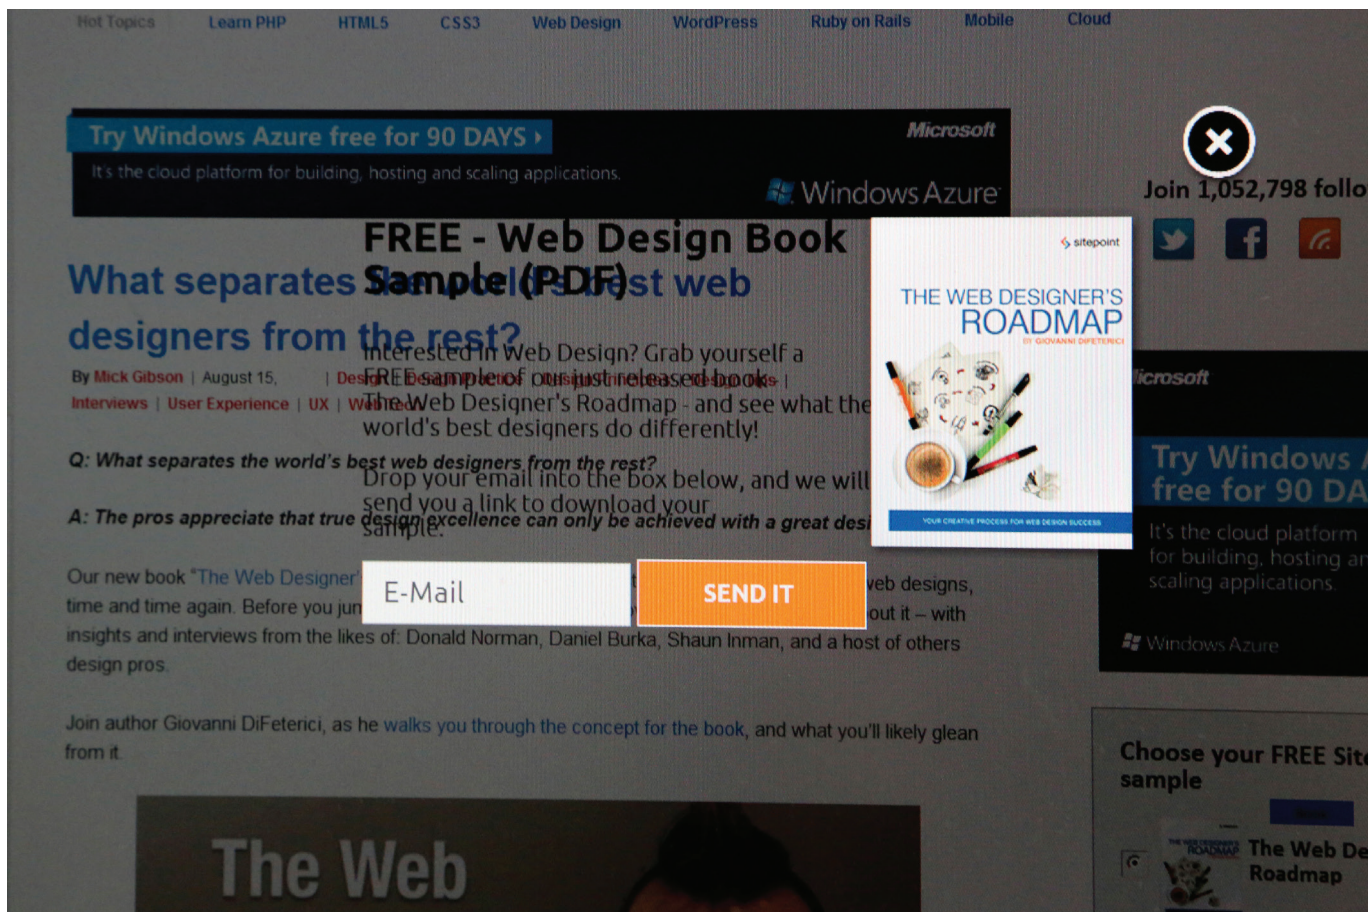 Hot Topics Learn PHP HTML5 CSS3 Web Design WordPress Ruby on Rails Mobile Cloud
Try Windows Azure free for 90 DAYS
Microsoft
It's the cloud platform for building, hosting and scaling applications.
Windows Azure
Join 1,052,798 follo
FREE - Web Design Book
Sample (PDF)
What separates the world's best web
designers from the rest?
Interested in Web Design? Grab yourself a
FREE sample of our just released book
The Web Designer's Roadmap - and see what the
world's best designers do differently!
By Mick Gibson | August 15, | Design
Interviews | User Experience | UX | Web Tech
Q: What separates the world's best web designers from the rest?
Drop your email into the box below, and we will
send you a link to download your
sample.
A: The pros appreciate that true design excellence can only be achieved with a great desi
E-Mail
SEND IT
sitepoint
THE WEB DESIGNER'S
ROADMAP
BY GIOVANNI DIFETERICI
YOUR CREATIVE PROCESS FOR WEB DESIGN SUCCESS
icrosoft
Try Windows A
free for 90 DA
It's the cloud platform
for building, hosting ar
scaling applications.
Windows Azure
Our new book "The Web Designer' web designs,
time and time again. Before you jun out it – with
insights and interviews from the likes of: Donald Norman, Daniel Burka, Shaun Inman, and a host of others
design pros.
Join author Giovanni DiFeterici, as he walks you through the concept for the book, and what you'll likely glean
from it.
Choose your FREE Site
sample
The Web De
Roadmap
The Web